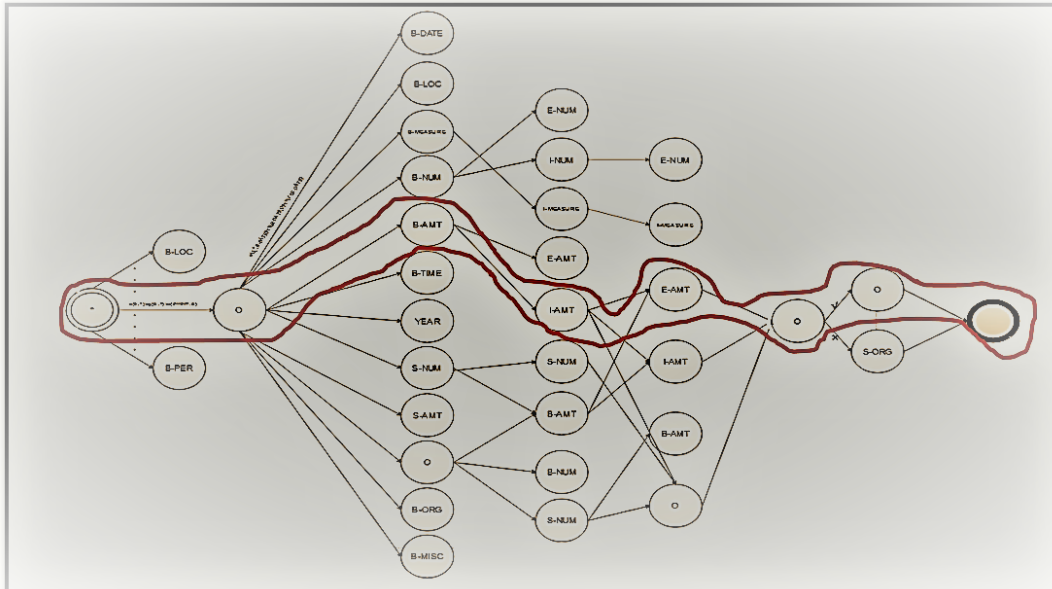 B-DATE
B-LOC
B-MEASURE
B-NUM
B-AMT
B-TIME
YEAR
S-NUM
S-AMT
O
B-ORG
B-MISC
B-LOC
O
B-PER
E-NUM
I-NUM
I-MEASURE
E-AMT
I-AMT
S-NUM
B-AMT
B-NUM
S-NUM
E-NUM
E-AMT
I-AMT
B-AMT
O
O
O
S-ORG